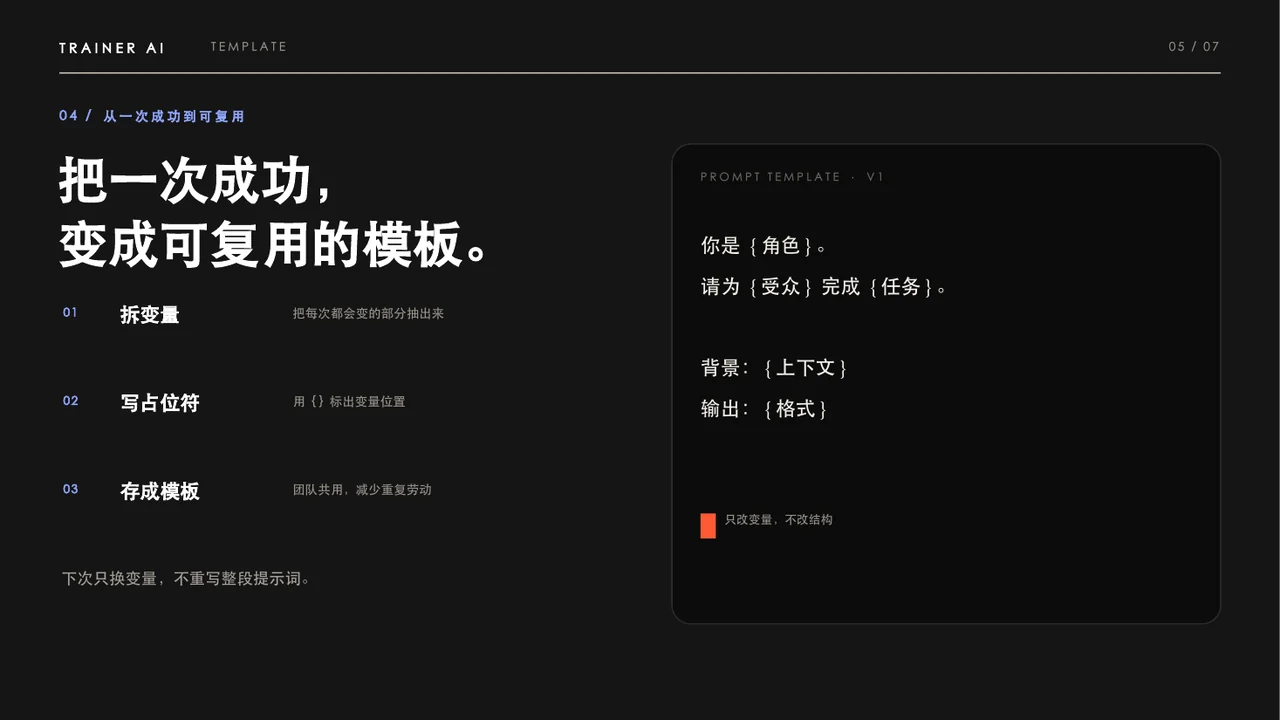 TRAINER AI TEMPLATE 05 / 07
04 / 从一次成功到可复用
把一次成功，
变成可复用的模板。
01 拆变量 把每次都会变的部分抽出来
02 写占位符 用 {} 标出变量位置
03 存成模板 团队共用，减少重复劳动
下次只换变量，不重写整段提示词。
PROMPT TEMPLATE · V1
你是 {角色}。
请为 {受众} 完成 {任务}。
背景：{上下文}
输出：{格式}
只改变量，不改结构